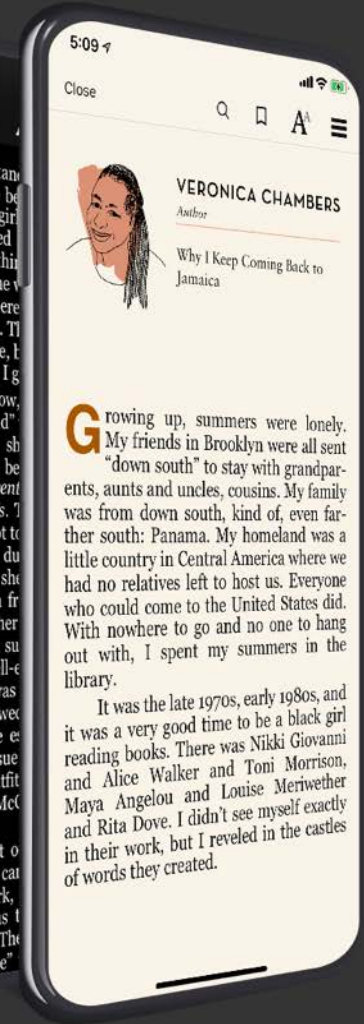 5:09
Close
AA
VERONICA CHAMBERS
Author
Why I Keep Coming Back to
Jamaica
Growing up, summers were lonely.
My friends in Brooklyn were all sent
"down south" to stay with grandpar-
ents, aunts and uncles, cousins. My family
was from down south, kind of, even far-
ther south: Panama. My homeland was a
little country in Central America where we
had no relatives left to host us. Everyone
who could come to the United States did.
With nowhere to go and no one to hang
out with, I spent my summers in the
library.
It was the late 1970s, early 1980s, and
it was a very good time to be a black girl
reading books. There was Nikki Giovanni
and Alice Walker and Toni Morrison,
Maya Angelou and Louise Meriwether
and Rita Dove. I didn't see myself exactly
in their work, but I reveled in the castles
of words they created.